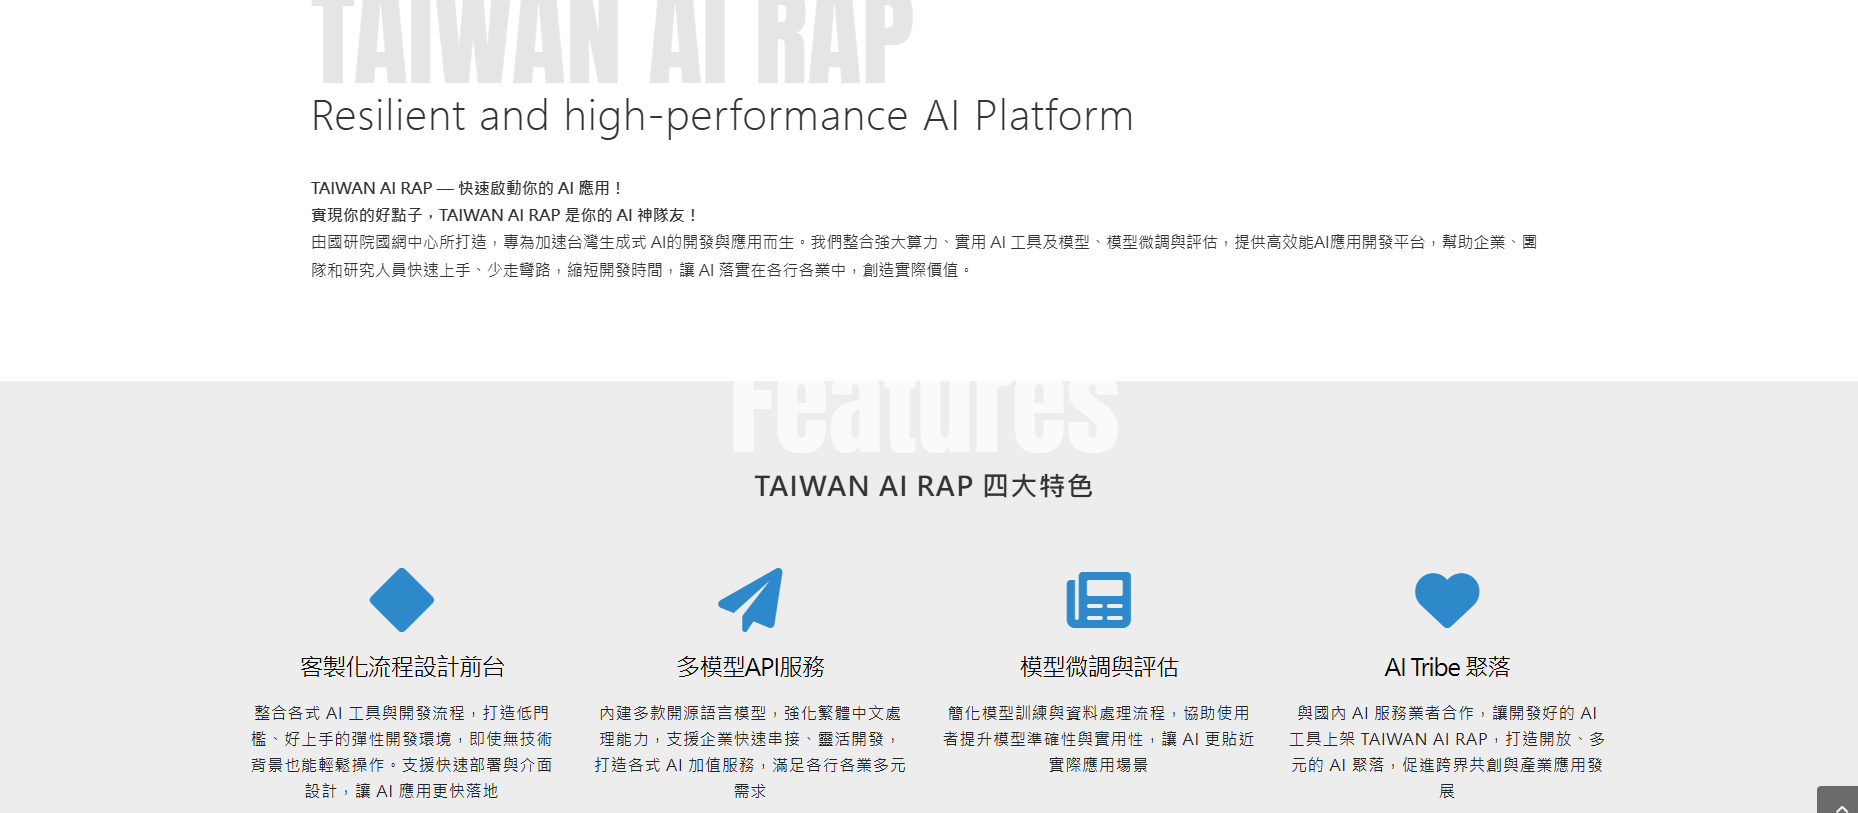 TAIWAN AI RAP
Resilient and high-performance AI Platform
TAIWAN AI RAP — 快速啟動你的 AI 應用！
實現你的好點子，TAIWAN AI RAP 是你的 AI 神隊友！
由國研院國網中心所打造，專為加速台灣生成式 AI的開發與應用而生。我們整合強大算力、實用 AI 工具及模型、模型微調與評估，提供高效能AI應用開發平台，幫助企業、團
隊和研究人員快速上手、少走彎路，縮短開發時間，讓 AI 落實在各行各業中，創造實際價值。
Features
TAIWAN AI RAP 四大特色
客製化流程設計前台
整合各式 AI 工具與開發流程，打造低門
檻、好上手的彈性開發環境，即使無技術
背景也能輕鬆操作。支援快速部署與介面
設計，讓 AI 應用更快落地
多模型API服務
內建多款開源語言模型，強化繁體中文處
理能力，支援企業快速串接、靈活開發，
打造各式 AI 加值服務，滿足各行各業多元
需求
模型微調與評估
簡化模型訓練與資料處理流程，協助使用
者提升模型準確性與實用性，讓 AI 更貼近
實際應用場景
AI Tribe 聚落
與國內 AI 服務業者合作，讓開發好的 AI
工具上架 TAIWAN AI RAP，打造開放、多
元的 AI 聚落，促進跨界共創與產業應用發
展